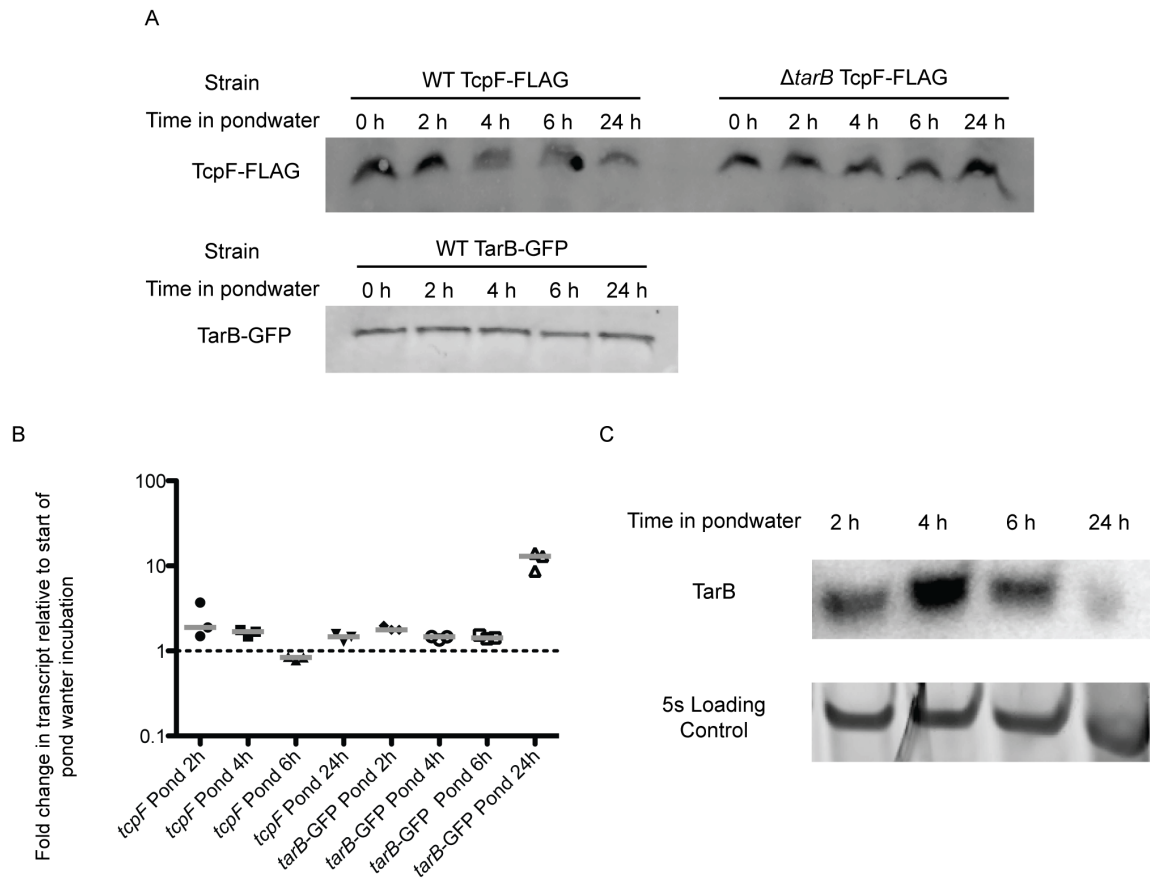 A
Strain WT TcpF-FLAG ΔtarB TcpF-FLAG
Time in pondwater 0 h 2 h 4 h 6 h 24 h 0 h 2 h 4 h 6 h 24 h
TcpF-FLAG
Strain WT TarB-GFP
Time in pondwater 0 h 2 h 4 h 6 h 24 h
TarB-GFP
B
Fold change in transcript relative to start of
pond wanter incubation
100
10
1
0.1
tcpF Pond 2h
tcpF Pond 4h
tcpF Pond 6h
tcpF Pond 24h
tarB-GFP Pond 2h
tarB-GFP Pond 4h
tarB-GFP Pond 6h
tarB-GFP Pond 24h
C
Time in pondwater 2 h 4 h 6 h 24 h
TarB
5s Loading
Control